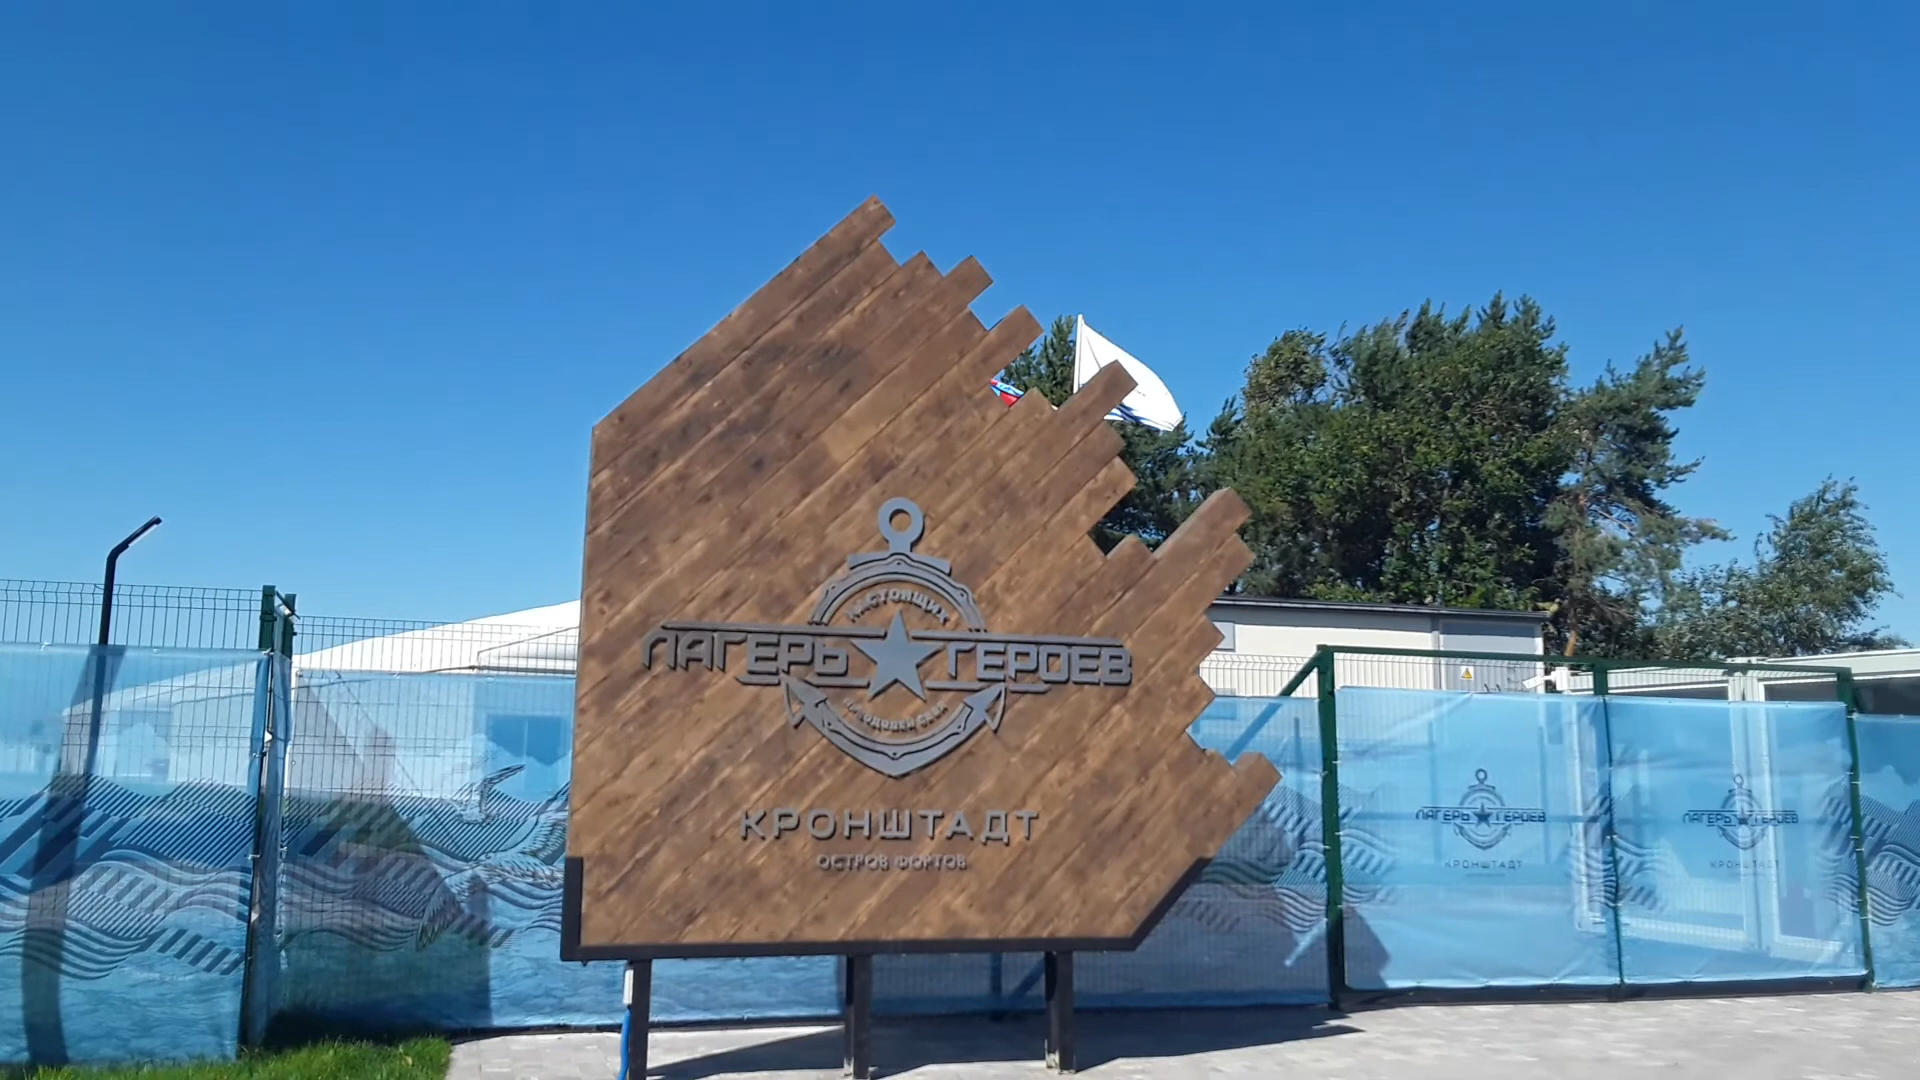 НАСТОЯЩИХ
ЛАГЕРЬ ГЕРОЕВ
КРОНШТАДТ
ОСТРОВ ФОРТОВ
ЛАГЕРЬ ГЕРОЕВ
КРОНШТАДТ
ЛАГЕРЬ ГЕРОЕВ
КРОНШТАДТ